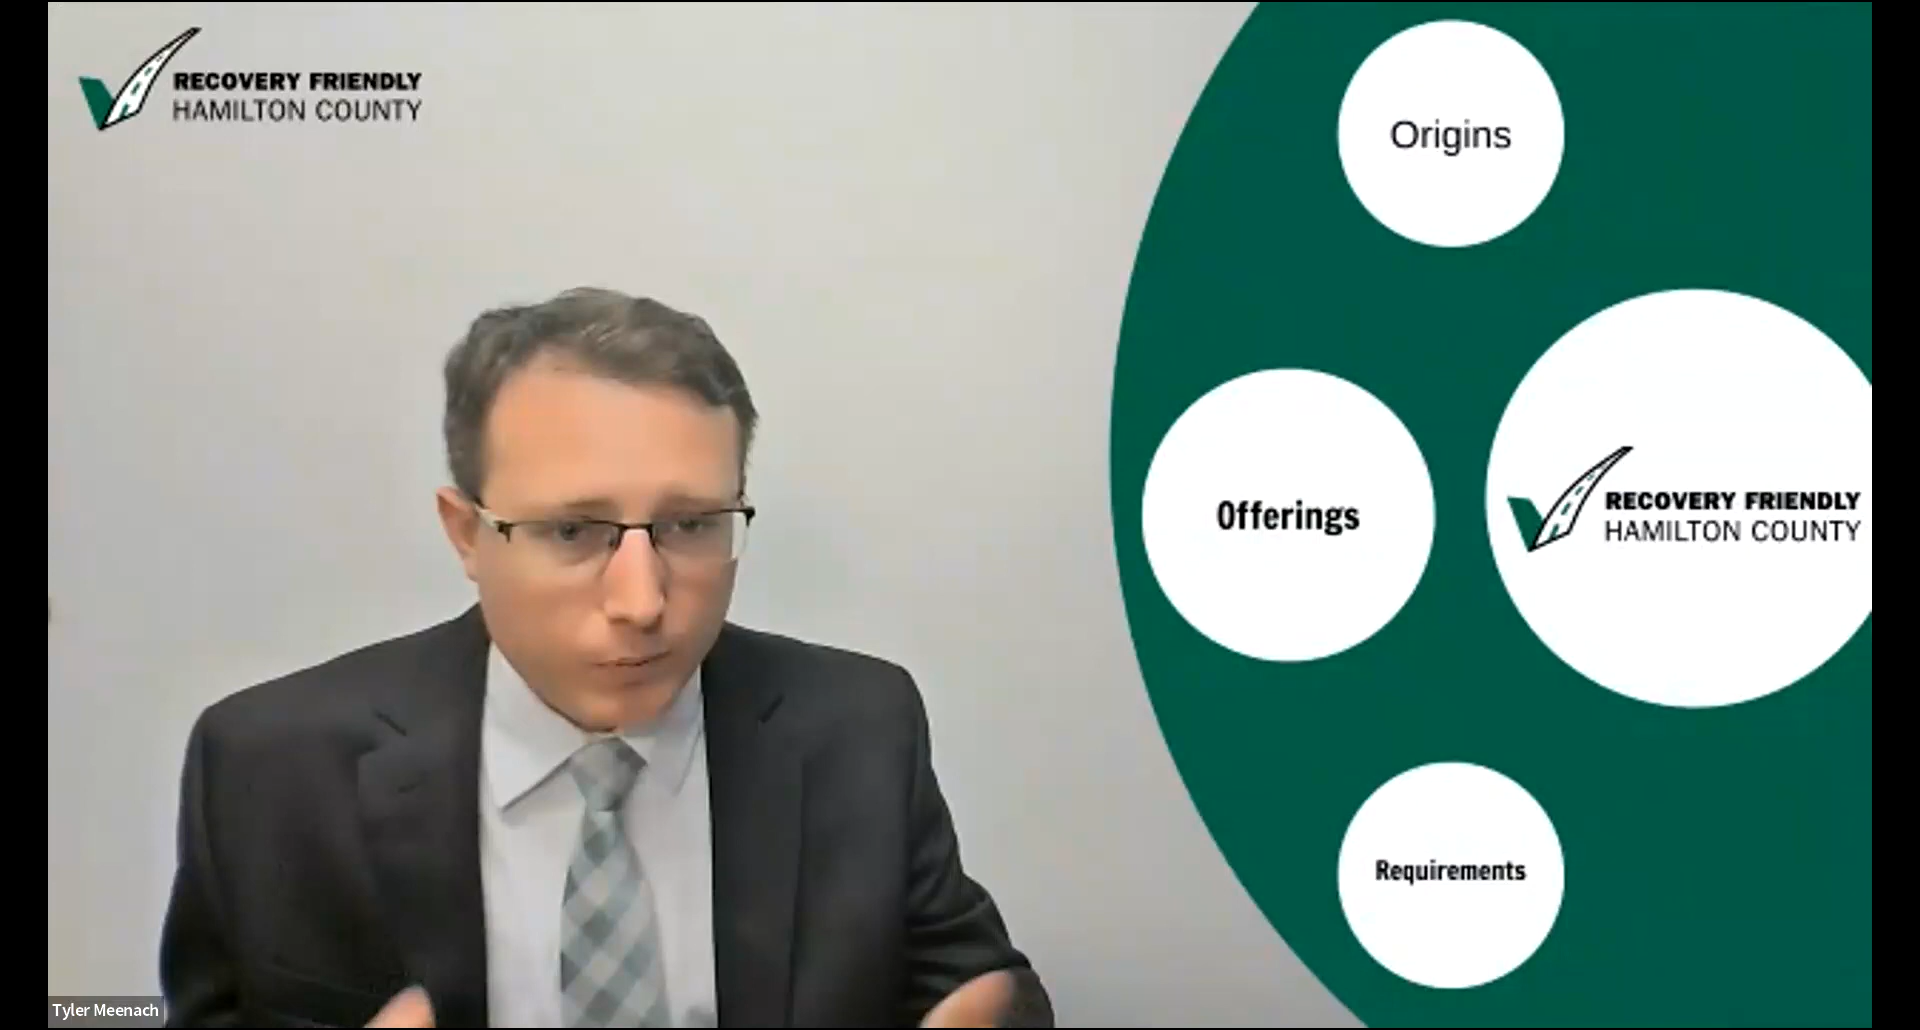 RECOVERY FRIENDLY
HAMILTON COUNTY
Origins
Offerings
RECOVERY FRIENDLY
HAMILTON COUNTY
Requirements
Tyler Meenach